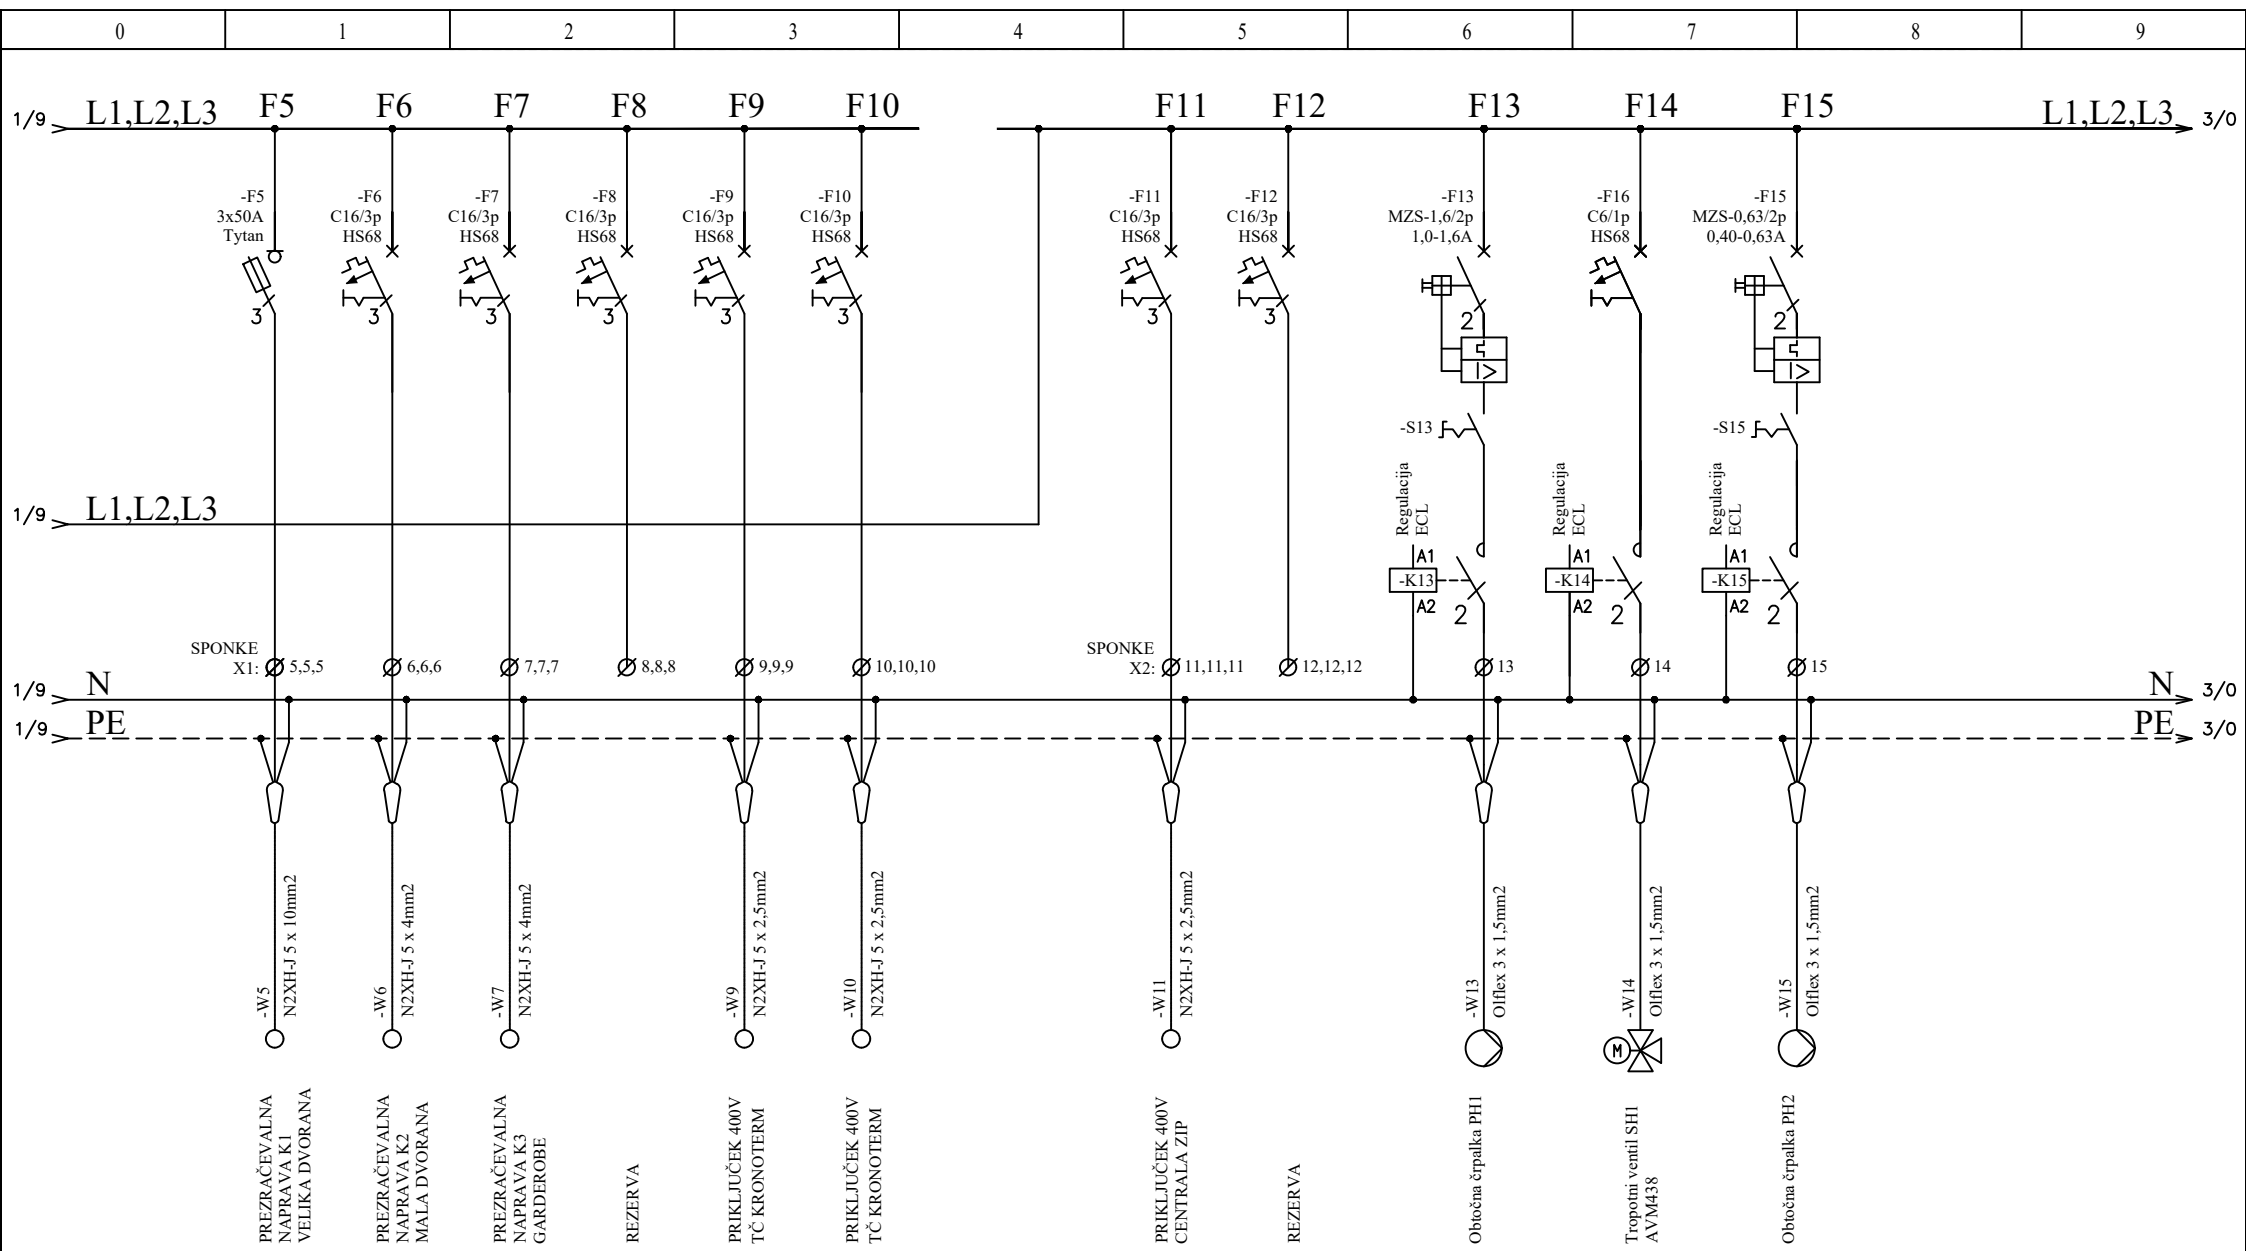 0 1 2 3 4 5 6 7 8 9
1/9 L1,L2,L3 F5 F6 F7 F8 F9 F10 F11 F12 F13 F14 F15 L1,L2,L3 3/0
-F5
3x50A
Tytan
3
-F6
C16/3p
HS68
3
-F7
C16/3p
HS68
3
-F8
C16/3p
HS68
3
-F9
C16/3p
HS68
3
-F10
C16/3p
HS68
3
-F11
C16/3p
HS68
3
-F12
C16/3p
HS68
3
-F13
MZS-1,6/2p
1,0-1,6A
2
I>
-F16
C6/1p
HS68
-F15
MZS-0,63/2p
0,40-0,63A
2
I>
-S13
-S15
1/9 L1,L2,L3
Regulacija
ECL
A1
-K13
A2
2
Regulacija
ECL
A1
-K14
A2
2
Regulacija
ECL
A1
-K15
A2
2
SPONKE
X1: 5,5,5 6,6,6 7,7,7 8,8,8 9,9,9 10,10,10
SPONKE
X2: 11,11,11 12,12,12 13 14 15
1/9 N N 3/0
1/9 PE PE 3/0
-W5
N2XH-J 5 x 10mm2
-W6
N2XH-J 5 x 4mm2
-W7
N2XH-J 5 x 4mm2
-W9
N2XH-J 5 x 2,5mm2
-W10
N2XH-J 5 x 2,5mm2
-W11
N2XH-J 5 x 2,5mm2
-W13
Olflex 3 x 1,5mm2
-W14
Olflex 3 x 1,5mm2
-W15
Olflex 3 x 1,5mm2
M
PREZRAČEVALNA
NAPRAVA K1
VELIKA DVORANA
PREZRAČEVALNA
NAPRAVA K2
MALA DVORANA
PREZRAČEVALNA
NAPRAVA K3
GARDEROBE
REZERVA
PRIKLJUČEK 400V
TČ KRONOTERM
PRIKLJUČEK 400V
TČ KRONOTERM
PRIKLJUČEK 400V
CENTRALA ZIP
REZERVA
Obtočna črpalka PH1
Tropotni ventil SH1
AVM438
Obtočna črpalka PH2